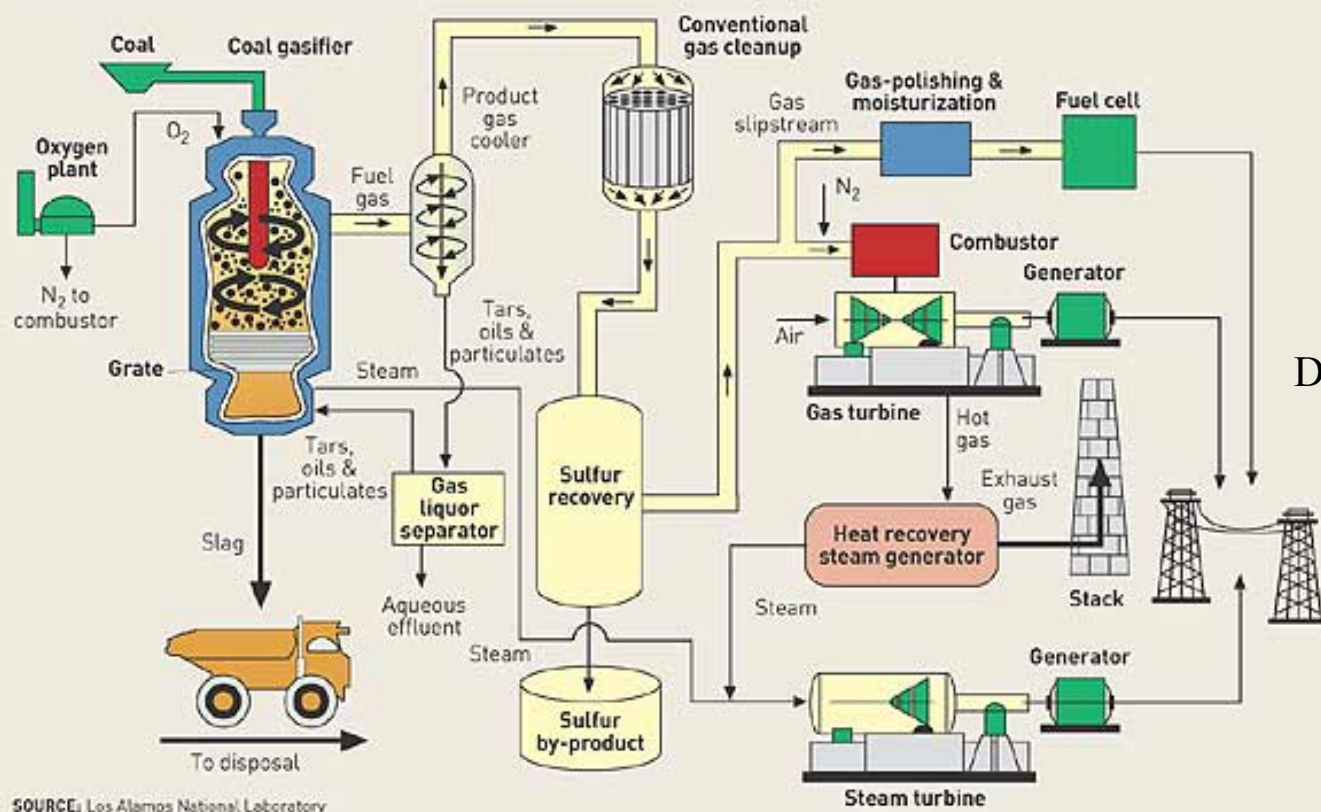 Coal
Coal gasifier
O2
Oxygen
plant
N2 to
combustor
Grate
Fuel
gas
Product
gas
cooler
Conventional
gas cleanup
Gas
slipstream
Gas-polishing &
moisturization
Fuel cell
N2
Combustor
Generator
Air
Gas turbine
Hot
gas
D
Tars,
oils &
particulates
Steam
Tars,
oils &
particulates
Gas
liquor
separator
Aqueous
effluent
Slag
To disposal
Sulfur
recovery
Steam
Sulfur
by-product
Exhaust
gas
Heat recovery
steam generator
Stack
Steam
Generator
Steam turbine
SOURCE: Los Alamos National Laboratory